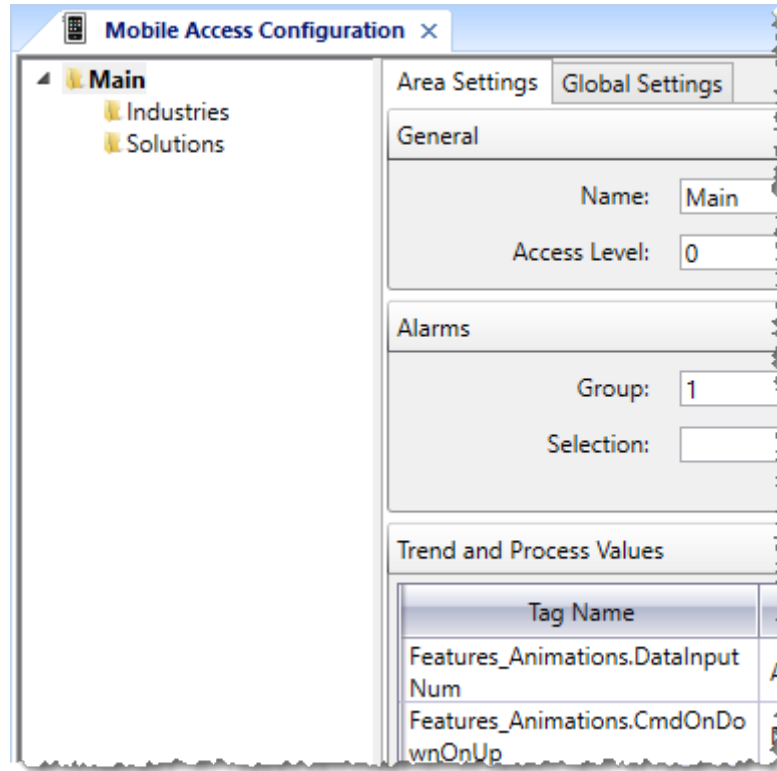 Mobile Access Configuration
Main
Industries
Solutions
Area Settings
Global Settings
General
Name:
Main
Access Level:
0
Alarms
Group:
1
Selection:
Trend and Process Values
Tag Name
Features_Animations.DataInput
Num
Features_Animations.CmdOnDo
wnOnUp